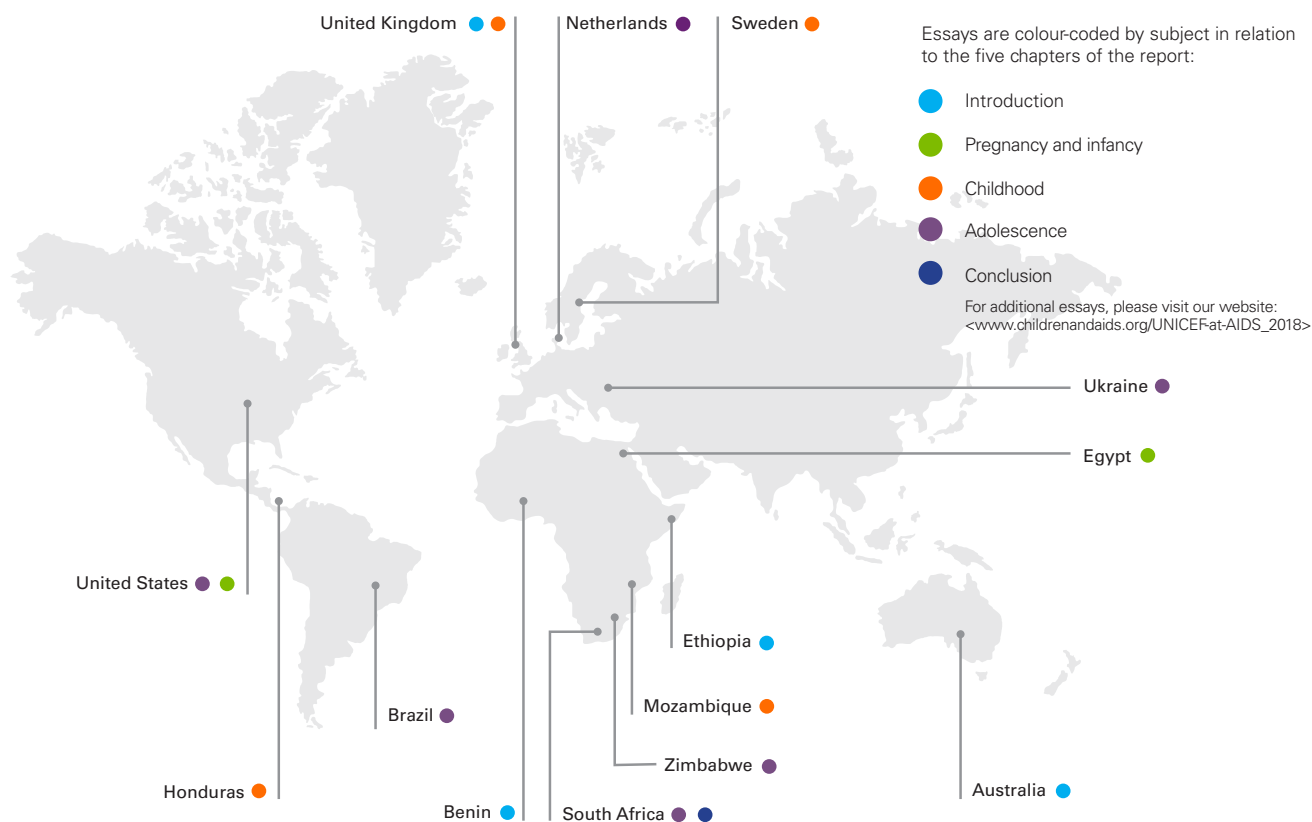 United Kingdom
Netherlands
Sweden
Essays are colour-coded by subject in relation
to the five chapters of the report:
Introduction
Pregnancy and infancy
Childhood
Adolescence
Conclusion
For additional essays, please visit our website:
<www.childrenandaids.org/UNICEF-at-AIDS_2018>
Ukraine
Egypt
United States
Ethiopia
Mozambique
Brazil
Zimbabwe
Honduras
Australia
Benin
South Africa